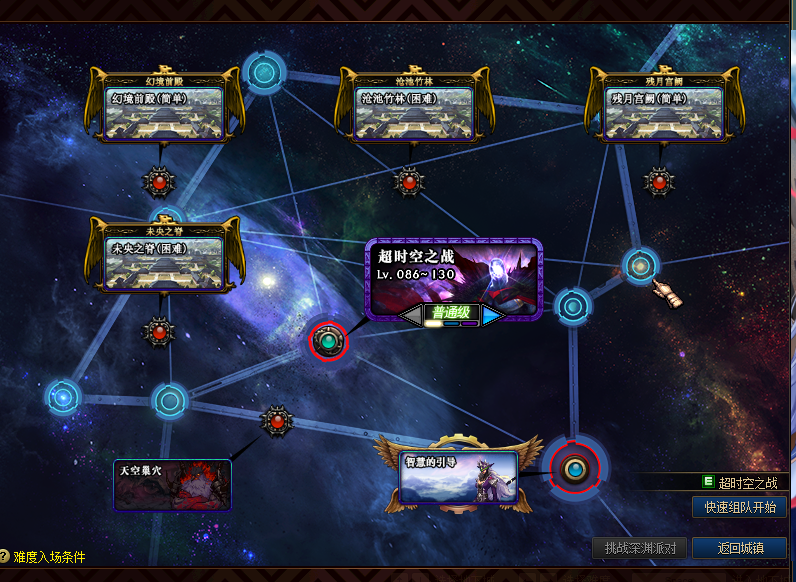 幻境前殿
幻境前殿(简单)
沧池竹林
沧池竹林(困难)
残月宫阙
残月宫阙(简单)
未央之脊
未央之脊(困难)
超时空之战
Lv. 086~130
普通级
天空巢穴
智慧的引导
E 超时空之战
快速组队开始
挑战深渊派对
返回城镇
? 难度入场条件